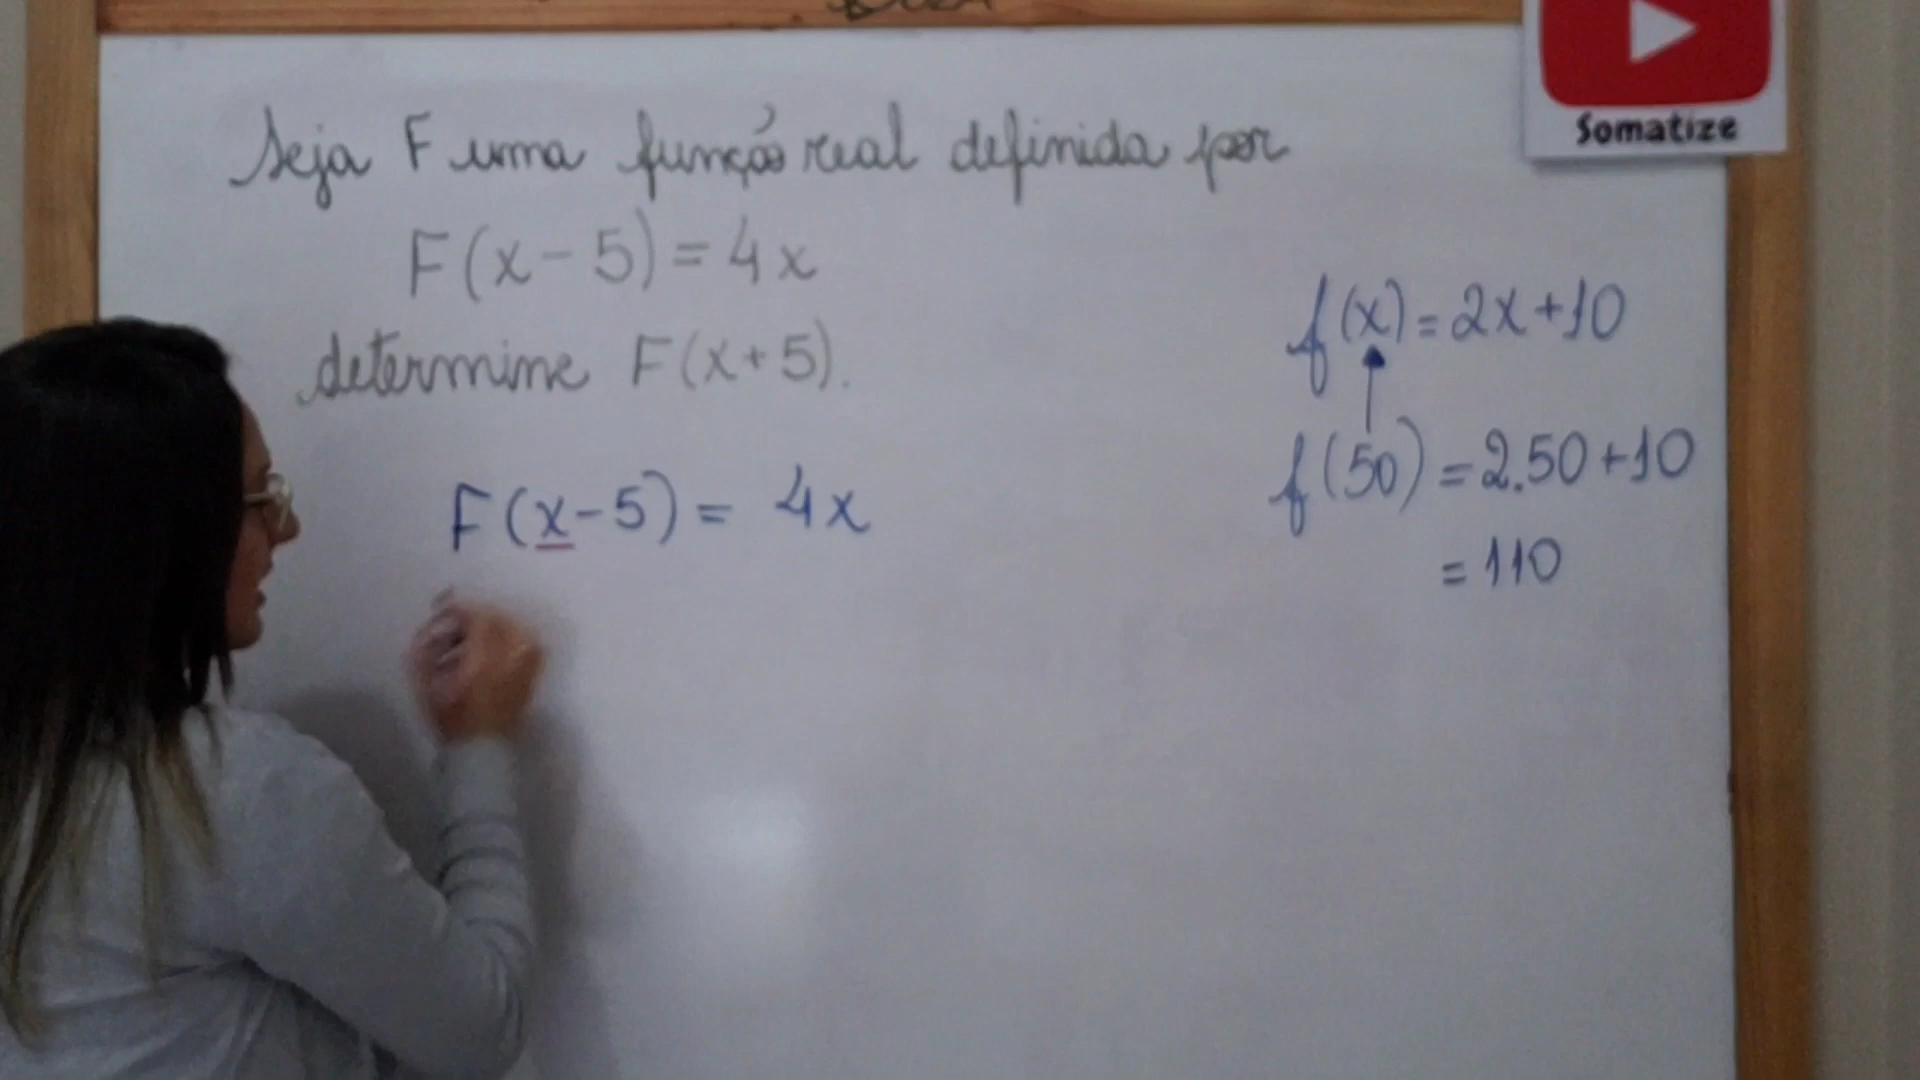 Somatize
Seja F uma função real definida por
F(x-5)=4x
determine F(x+5).
F(x-5)= 4x
f(x)=2x+10
f(50)=2.50+10
=110